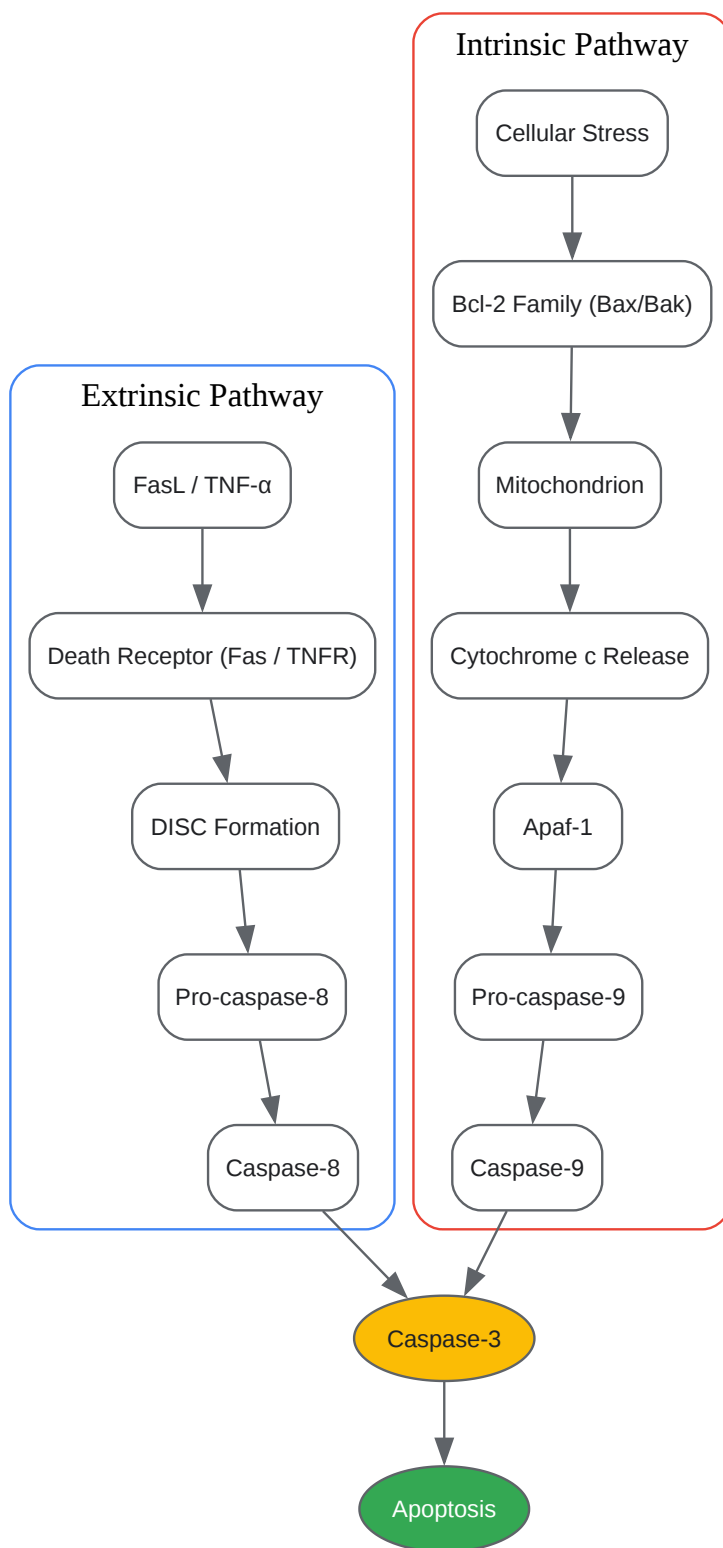 Intrinsic Pathway
Cellular Stress
Bcl-2 Family (Bax/Bak)
Mitochondrion
Cytochrome c Release
Apaf-1
Pro-caspase-9
Caspase-9
Extrinsic Pathway
FasL / TNF-α
Death Receptor (Fas / TNFR)
DISC Formation
Pro-caspase-8
Caspase-8
Caspase-3
Apoptosis